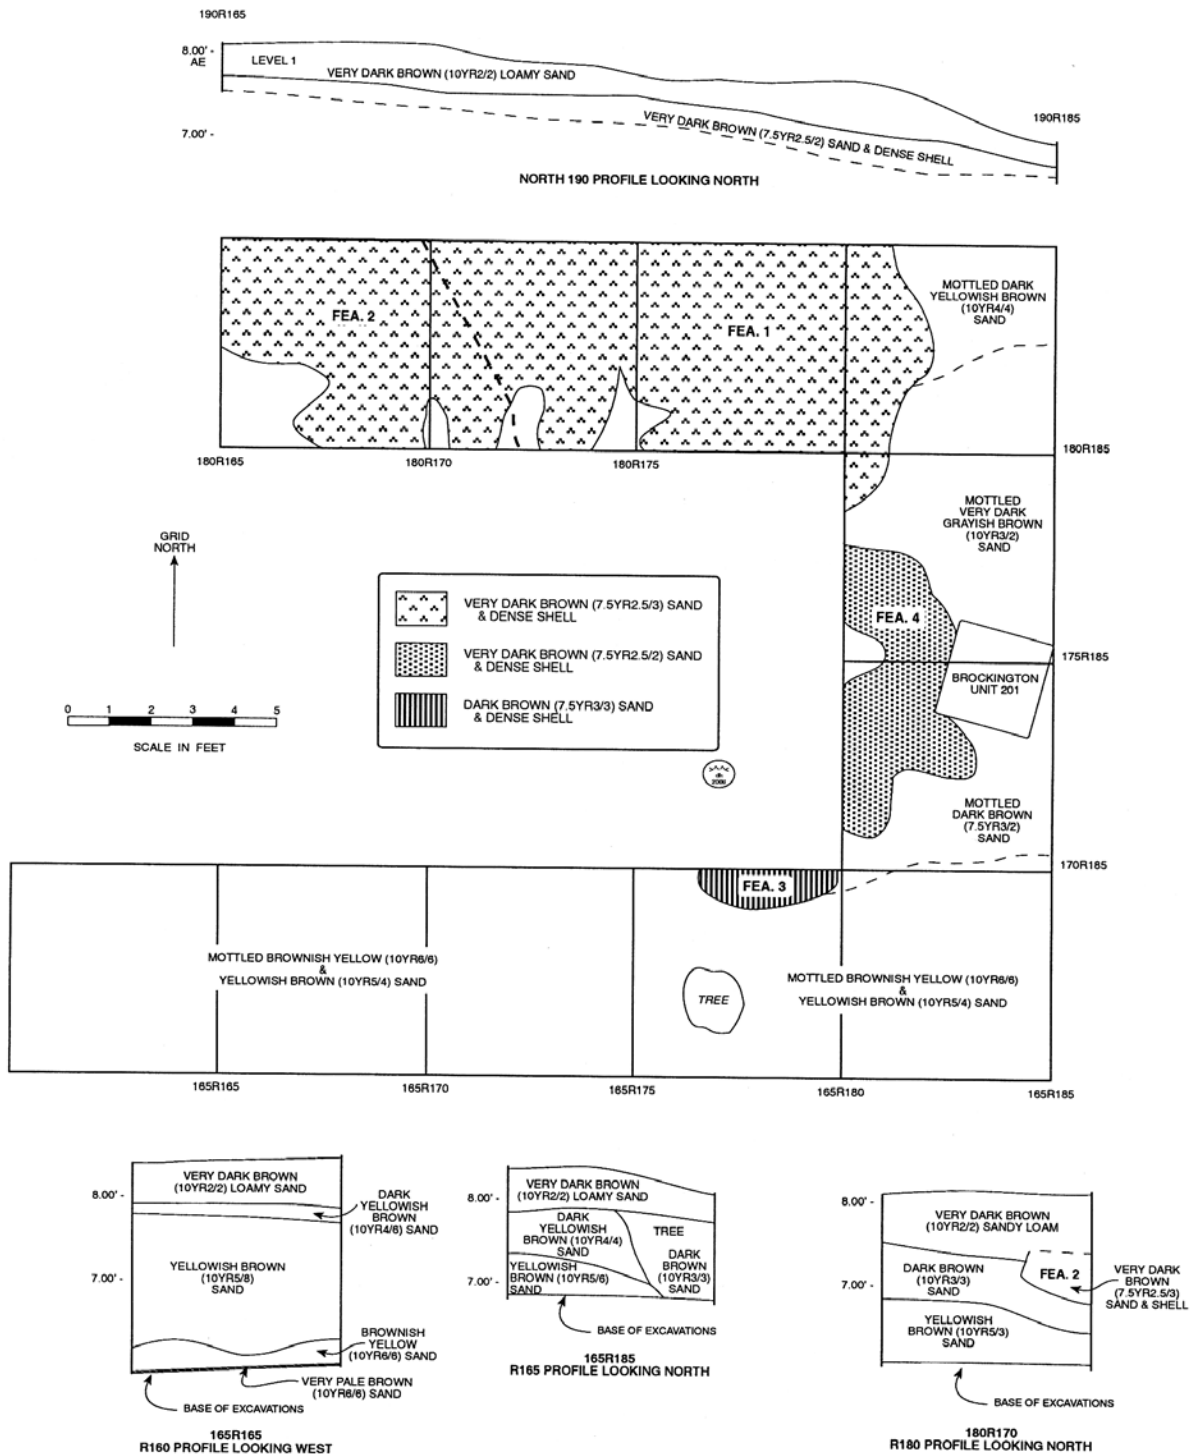 190R165
8.00' -
AE
LEVEL 1
VERY DARK BROWN (10YR2/2) LOAMY SAND
7.00' -
VERY DARK BROWN (7.5YR2.5/2) SAND & DENSE SHELL
190R185
NORTH 190 PROFILE LOOKING NORTH
FEA. 2
FEA. 1
MOTTLED DARK
YELLOWISH BROWN
(10YR4/4)
SAND
180R165
180R170
180R175
180R185
MOTTLED
VERY DARK
GRAYISH BROWN
(10YR3/2)
SAND
GRID
NORTH
VERY DARK BROWN (7.5YR2.5/3) SAND
& DENSE SHELL
VERY DARK BROWN (7.5YR2.5/2) SAND
& DENSE SHELL
DARK BROWN (7.5YR3/3) SAND
& DENSE SHELL
FEA. 4
175R185
BROCKINGTON
UNIT 201
0 1 2 3 4 5
SCALE IN FEET
MOTTLED
DARK BROWN
(7.5YR3/2)
SAND
170R185
FEA. 3
MOTTLED BROWNISH YELLOW (10YR6/6)
&
YELLOWISH BROWN (10YR5/4) SAND
TREE
MOTTLED BROWNISH YELLOW (10YR6/6)
&
YELLOWISH BROWN (10YR5/4) SAND
165R165
165R170
165R175
165R180
165R185
8.00' -
7.00' -
VERY DARK BROWN
(10YR2/2) LOAMY SAND
DARK
YELLOWISH
BROWN
(10YR4/6) SAND
YELLOWISH BROWN
(10YR5/8)
SAND
BROWNISH
YELLOW
(10YR6/6) SAND
VERY PALE BROWN
(10YR6/6) SAND
BASE OF EXCAVATIONS
165R165
R160 PROFILE LOOKING WEST
8.00' -
7.00' -
VERY DARK BROWN
(10YR2/2) LOAMY SAND
DARK
YELLOWISH
BROWN (10YR4/4)
SAND
TREE
YELLOWISH
BROWN (10YR5/6)
SAND
DARK
BROWN
(10YR3/3)
SAND
BASE OF EXCAVATIONS
165R185
R165 PROFILE LOOKING NORTH
8.00' -
7.00' -
VERY DARK BROWN
(10YR2/2) SANDY LOAM
DARK BROWN
(10YR3/3)
SAND
FEA. 2
VERY DARK
BROWN
(7.5YR2.5/3)
SAND & SHELL
YELLOWISH
BROWN (10YR5/3)
SAND
BASE OF EXCAVATIONS
180R170
R180 PROFILE LOOKING NORTH